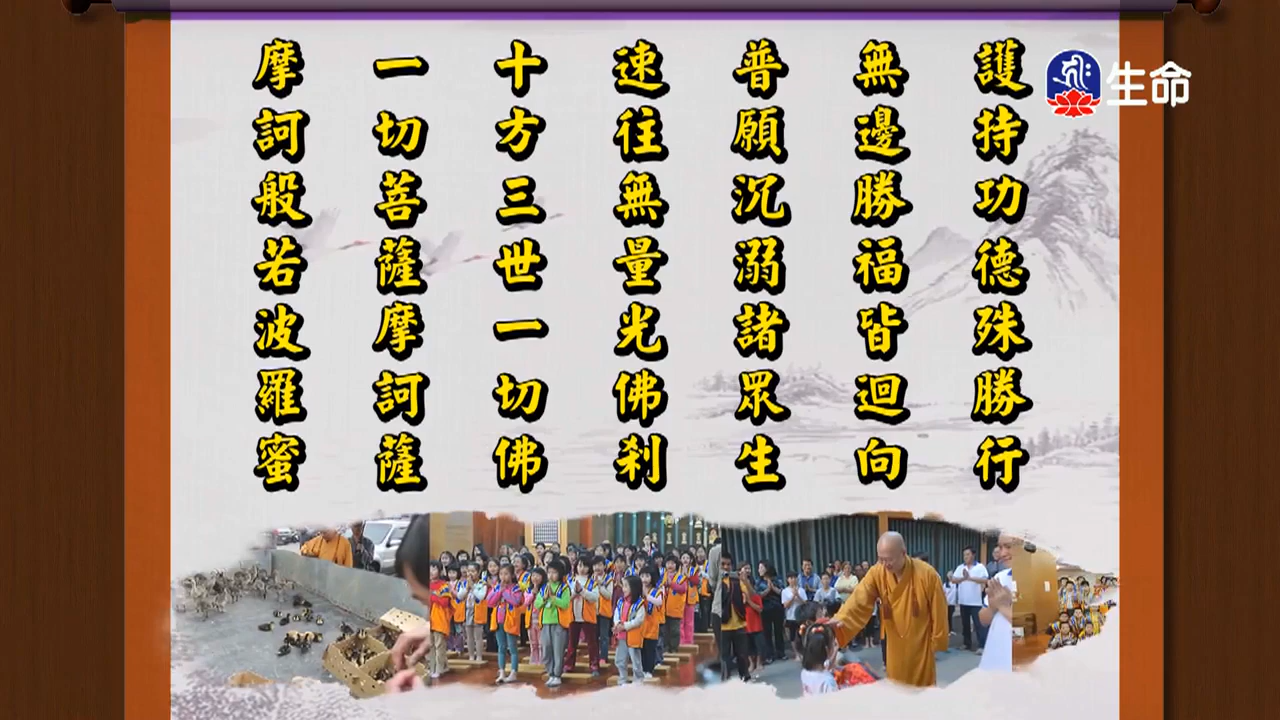 護持功德殊勝行
無邊勝福皆迴向
普願沉溺諸眾生
速往無量光佛剎
十方三世一切佛
一切菩薩摩訶薩
摩訶般若波羅蜜
生命